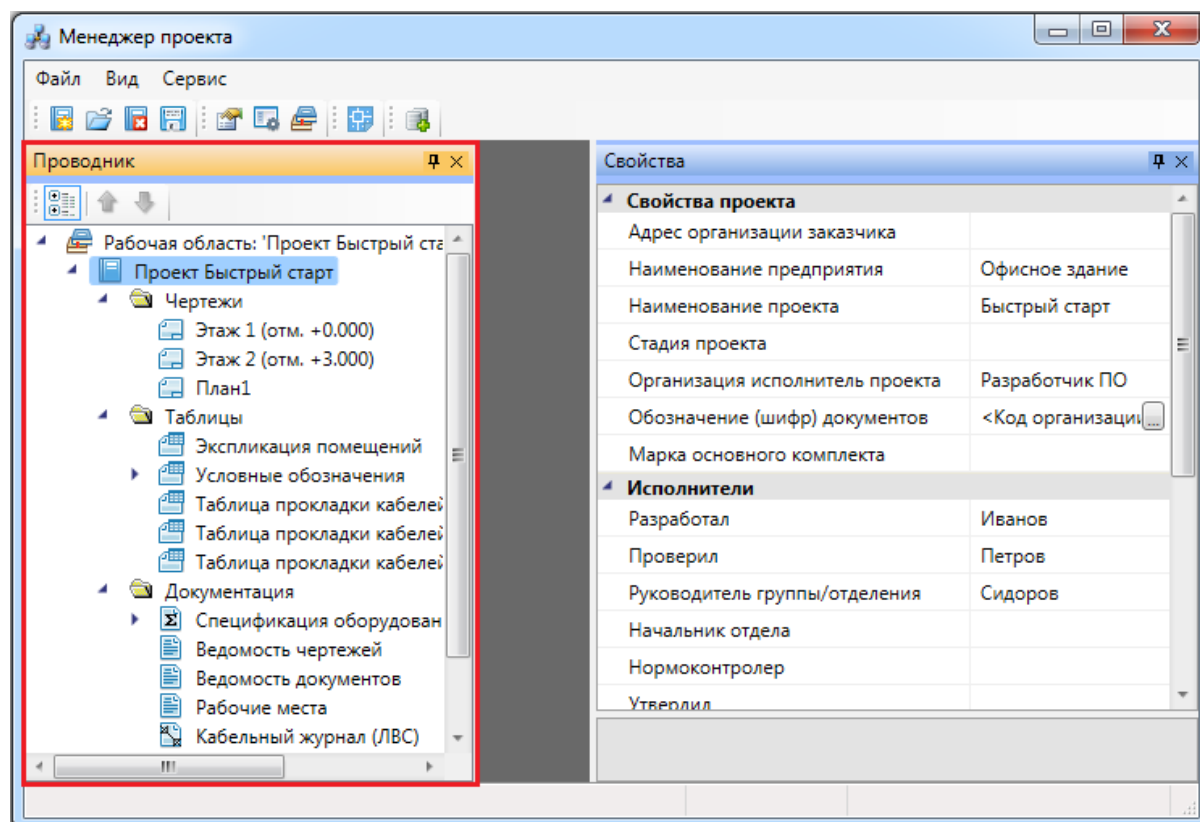 Менеджер проекта
Файл Вид Сервис
Проводник
Рабочая область: 'Проект Быстрый ста
Проект Быстрый старт
Чертежи
Этаж 1 (отм. +0.000)
Этаж 2 (отм. +3.000)
План1
Таблицы
Экспликация помещений
Условные обозначения
Таблица прокладки кабелей
Таблица прокладки кабелей
Таблица прокладки кабелей
Документация
Спецификация оборудован
Ведомость чертежей
Ведомость документов
Рабочие места
Кабельный журнал (ЛВС)
Свойства
Свойства проекта
Адрес организации заказчика
Наименование предприятия Офисное здание
Наименование проекта Быстрый старт
Стадия проекта
Организация исполнитель проекта Разработчик ПО
Обозначение (шифр) документов <Код организации ...
Марка основного комплекта
Исполнители
Разработал Иванов
Проверил Петров
Руководитель группы/отделения Сидоров
Начальник отдела
Нормоконтролер
Утвердил